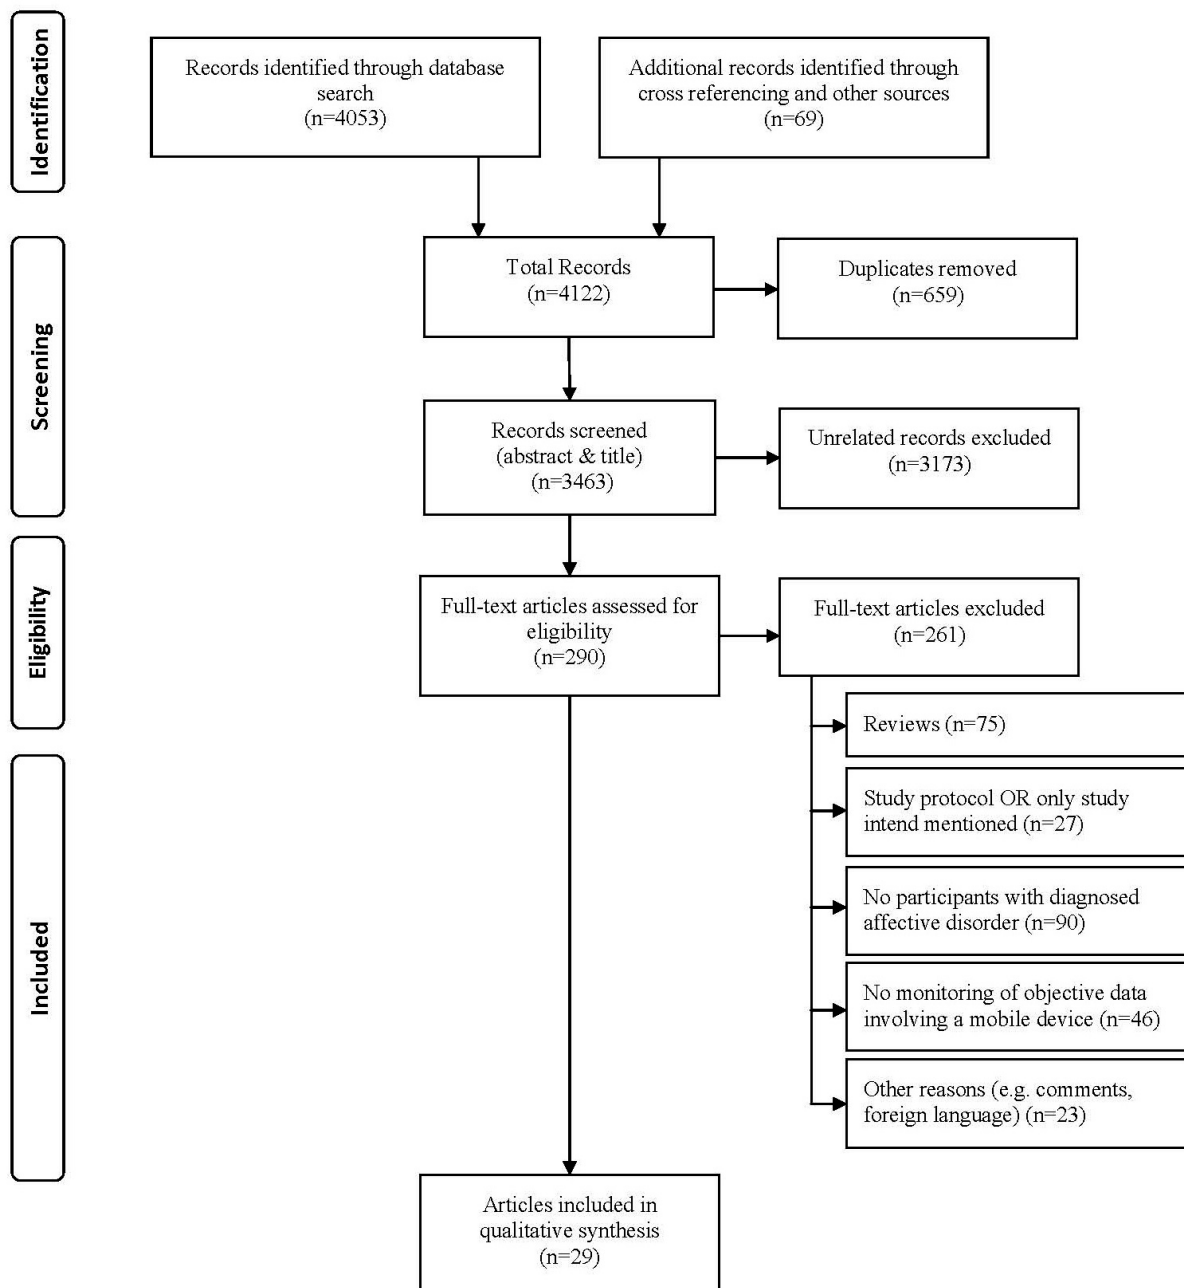 Identification
Records identified through database
search
(n=4053)
Additional records identified through
cross referencing and other sources
(n=69)
Screening
Total Records
(n=4122)
Duplicates removed
(n=659)
Records screened
(abstract & title)
(n=3463)
Unrelated records excluded
(n=3173)
Eligibility
Full-text articles assessed for
eligibility
(n=290)
Full-text articles excluded
(n=261)
Reviews (n=75)
Included
Study protocol OR only study
intend mentioned (n=27)
No participants with diagnosed
affective disorder (n=90)
No monitoring of objective data
involving a mobile device (n=46)
Other reasons (e.g. comments,
foreign language) (n=23)
Articles included in
qualitative synthesis
(n=29)